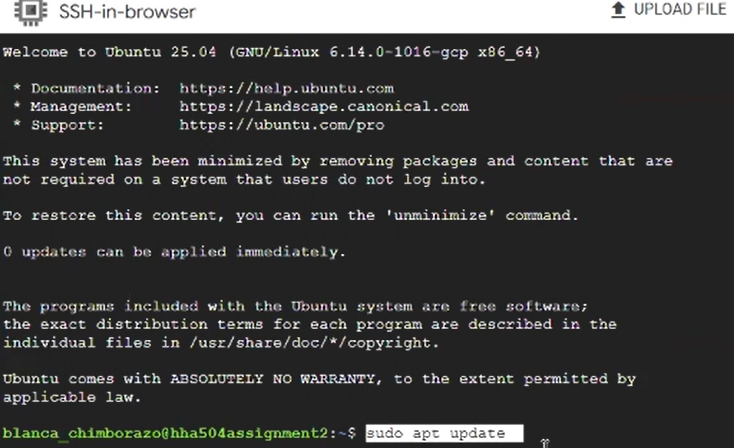 SSH-in-browser
UPLOAD FILE
Welcome to Ubuntu 25.04 (GNU/Linux 6.14.0-1016-gcp x86_64)
* Documentation: https://help.ubuntu.com
* Management: https://landscape.canonical.com
* Support: https://ubuntu.com/pro
This system has been minimized by removing packages and content that are
not required on a system that users do not log into.
To restore this content, you can run the 'unminimize' command.
0 updates can be applied immediately.
The programs included with the Ubuntu system are free software;
the exact distribution terms for each program are described in the
individual files in /usr/share/doc/*/copyright.
Ubuntu comes with ABSOLUTELY NO WARRANTY, to the extent permitted by
applicable law.
blanca_chimborazo@hha504assignment2:~$ sudo apt update